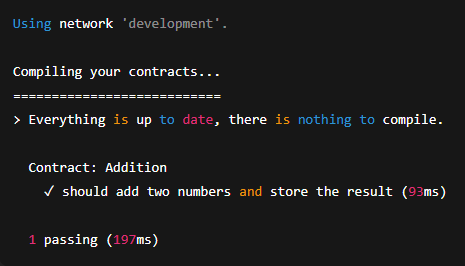 Using network 'development'.
Compiling your contracts...
===========================
> Everything is up to date, there is nothing to compile.
Contract: Addition
✓ should add two numbers and store the result (93ms)
1 passing (197ms)